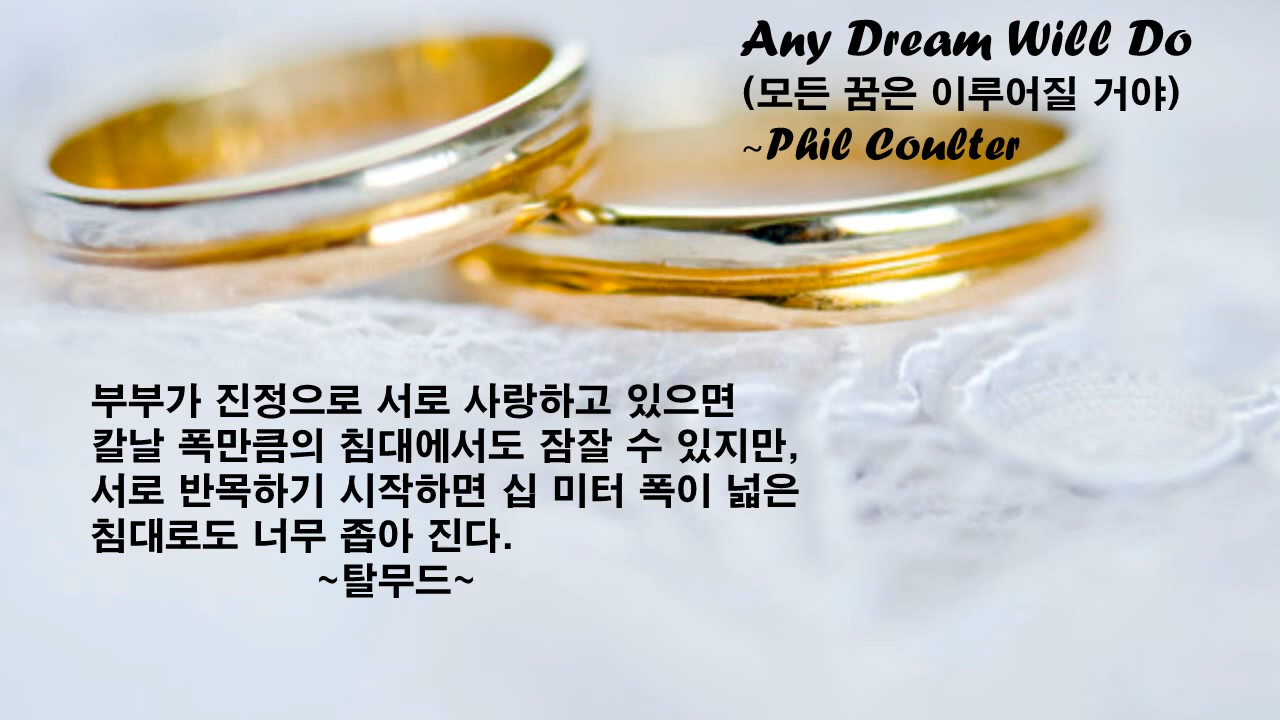 Any Dream Will Do
(모든 꿈은 이루어질 거야)
~Phil Coulter
부부가 진정으로 서로 사랑하고 있으면
칼날 폭만큼의 침대에서도 잠잘 수 있지만,
서로 반목하기 시작하면 십 미터 폭이 넓은
침대로도 너무 좁아 진다.
~탈무드~